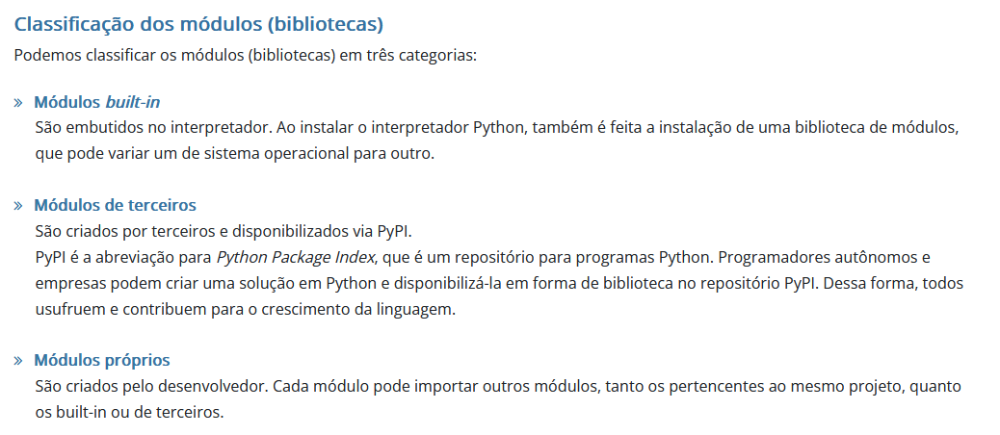 Classificação dos módulos (bibliotecas)
Podemos classificar os módulos (bibliotecas) em três categorias:
» Módulos built-in
São embutidos no interpretador. Ao instalar o interpretador Python, também é feita a instalação de uma biblioteca de módulos,
que pode variar um de sistema operacional para outro.
» Módulos de terceiros
São criados por terceiros e disponibilizados via PyPI.
PyPI é a abreviação para Python Package Index, que é um repositório para programas Python. Programadores autônomos e
empresas podem criar uma solução em Python e disponibilizá-la em forma de biblioteca no repositório PyPI. Dessa forma, todos
usufruem e contribuem para o crescimento da linguagem.
» Módulos próprios
São criados pelo desenvolvedor. Cada módulo pode importar outros módulos, tanto os pertencentes ao mesmo projeto, quanto
os built-in ou de terceiros.